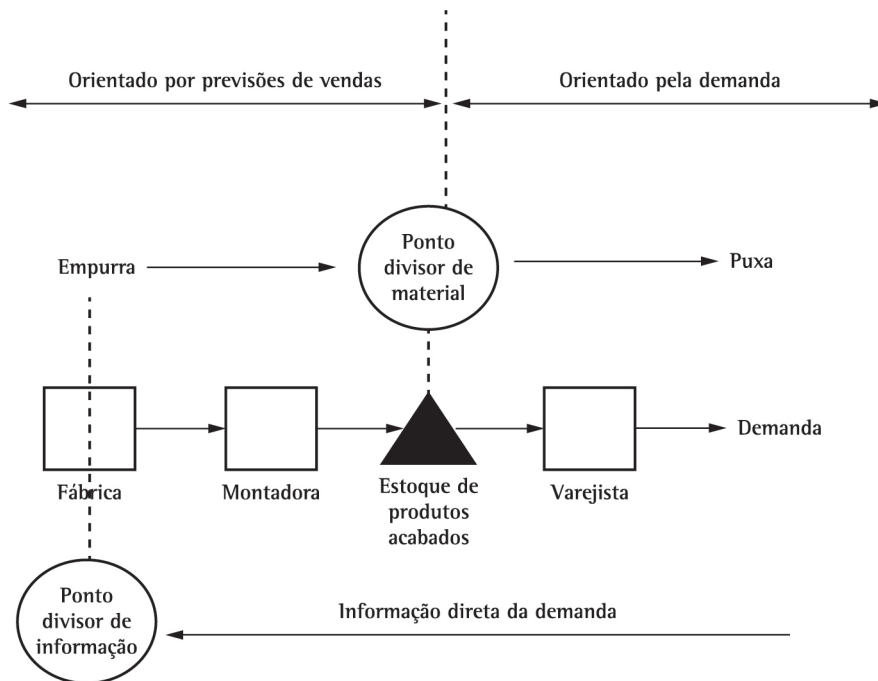 Orientado por previsões de vendas
Orientado pela demanda
Empurra
Ponto
divisor de
material
Puxa
Demanda
Fábrica
Montadora
Estoque de
produtos
acabados
Varejista
Ponto
divisor de
informação
Informação direta da demanda